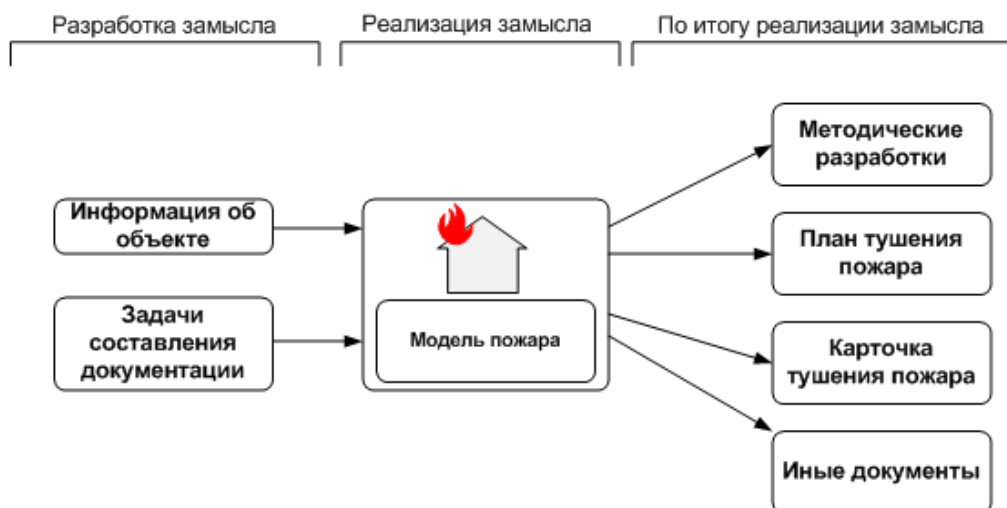 Разработка замысла
Реализация замысла
По итогу реализации замысла
Информация об
объекте
Задачи
составления
документации
Модель пожара
Методические
разработки
План тушения
пожара
Карточка
тушения пожара
Иные документы